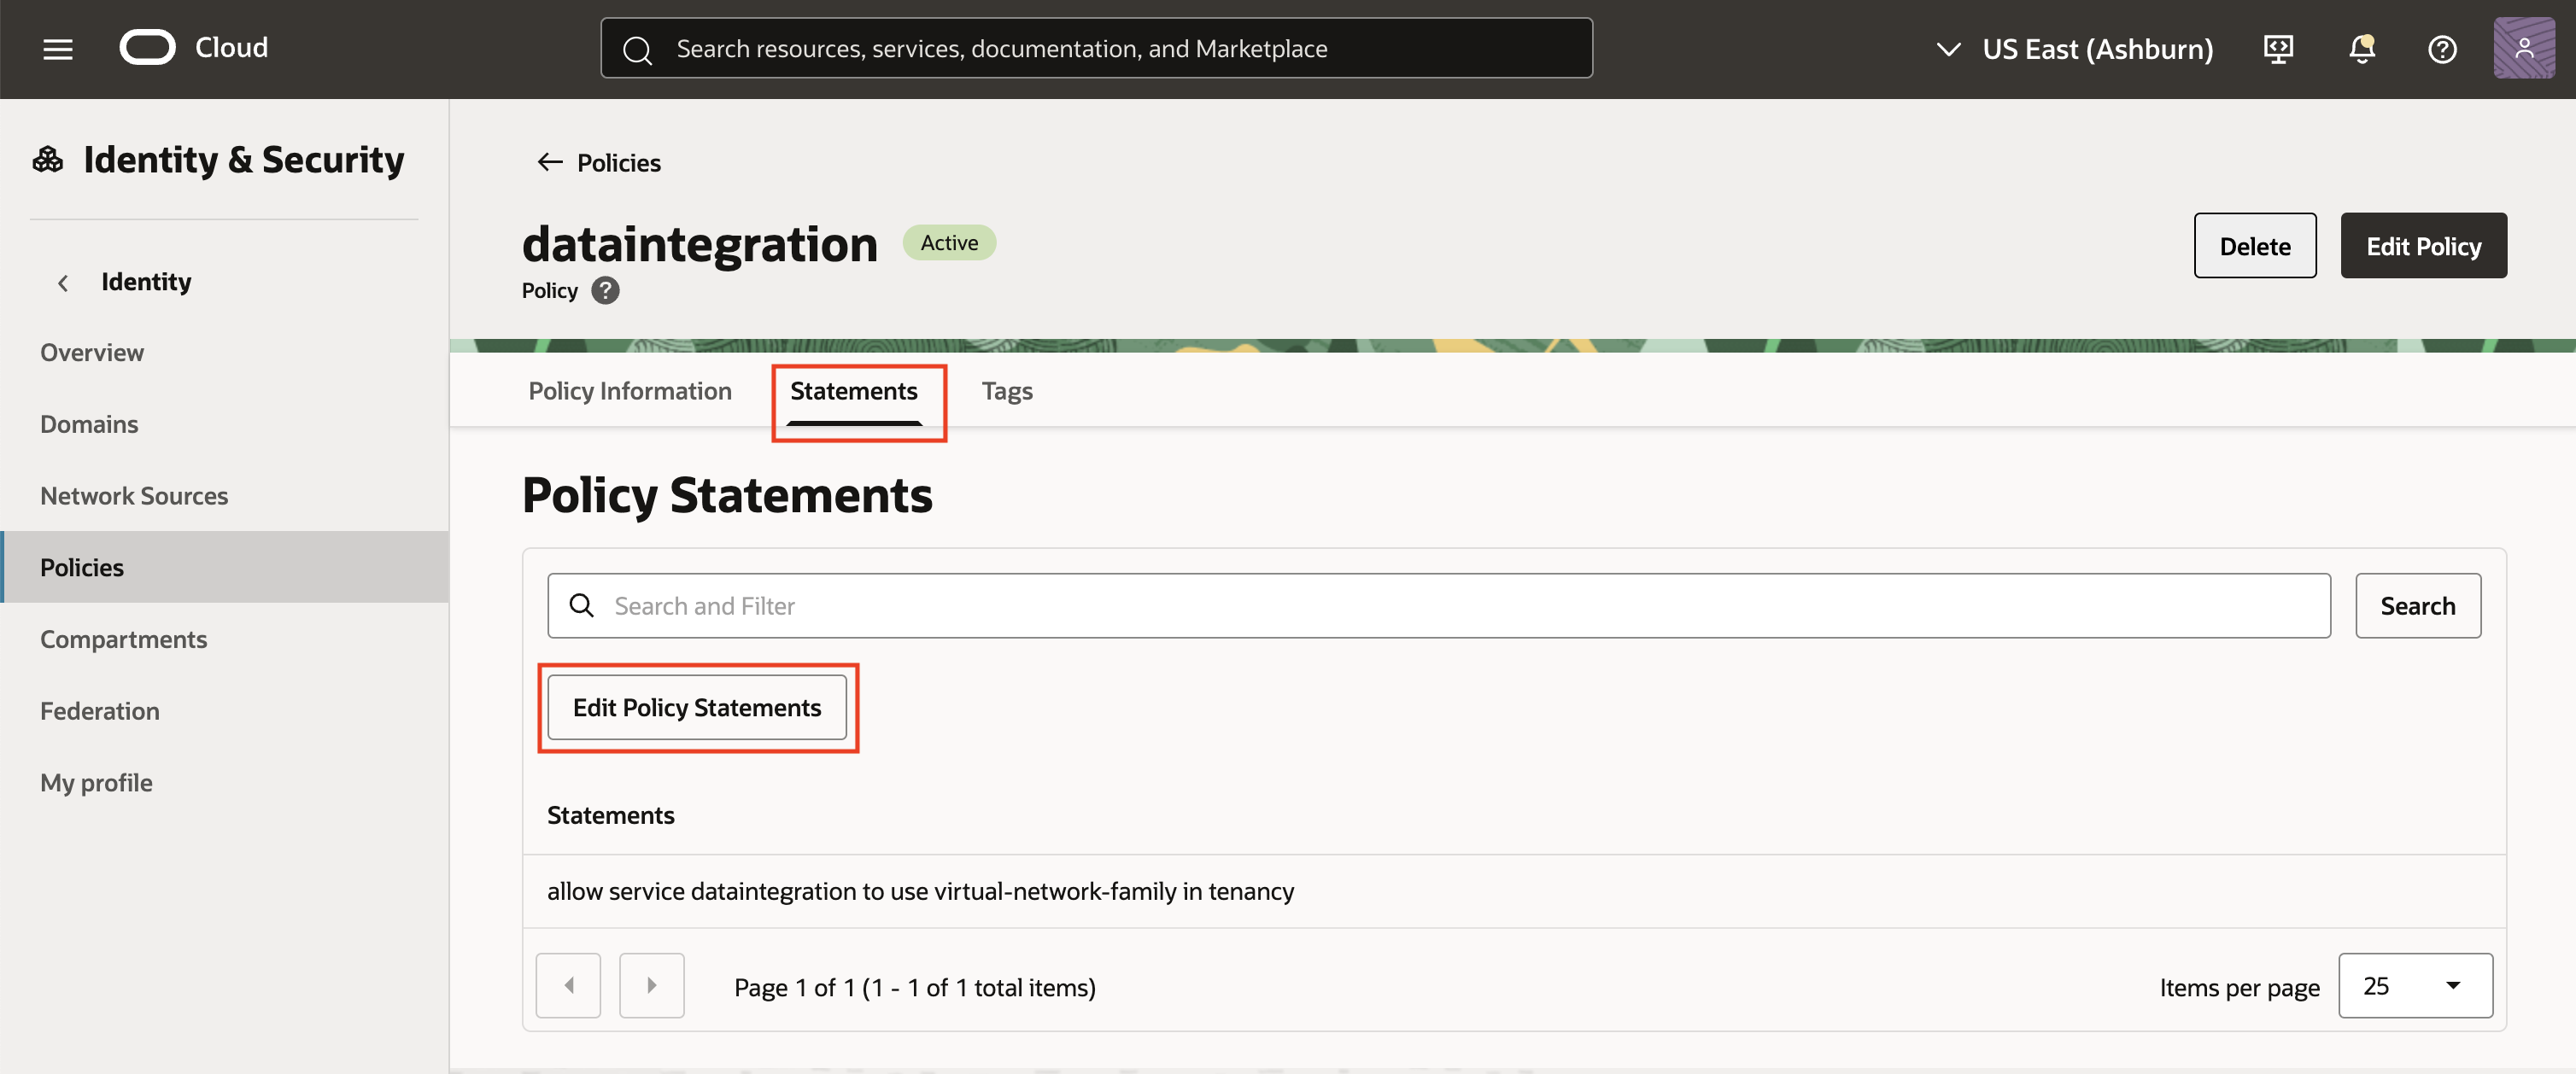 Cloud
Search resources, services, documentation, and Marketplace
US East (Ashburn)
Identity & Security
Identity
Overview
Domains
Network Sources
Policies
Compartments
Federation
My profile
Policies
dataintegration
Active
Policy ?
Delete
Edit Policy
Policy Information
Statements
Tags
Policy Statements
Search and Filter
Search
Edit Policy Statements
Statements
allow service dataintegration to use virtual-network-family in tenancy
Page 1 of 1 (1 - 1 of 1 total items)
Items per page
25